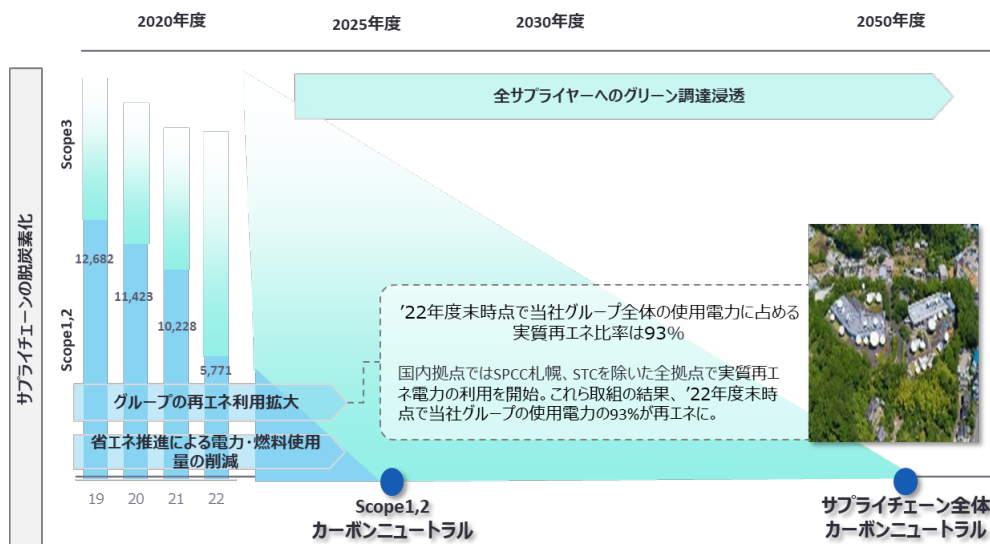 2020年度
2025年度
2030年度
2050年度
サプライチェーンの脱炭素化
Scope3
Scope1,2
全サプライヤーへのグリーン調達浸透
12,682
11,423
10,228
5,771
’22年度末時点で当社グループ全体の使用電力に占める
実質再エネ比率は93%
国内拠点ではSPCC札幌、STCを除いた全拠点で実質再エ
ネ電力の利用を開始。これら取組の結果、’22年度末時
点で当社グループの使用電力の93%が再エネに。
グループの再エネ利用拡大
省エネ推進による電力・燃料使用
量の削減
19
20
21
22
Scope1,2
カーボンニュートラル
サプライチェーン全体
カーボンニュートラル